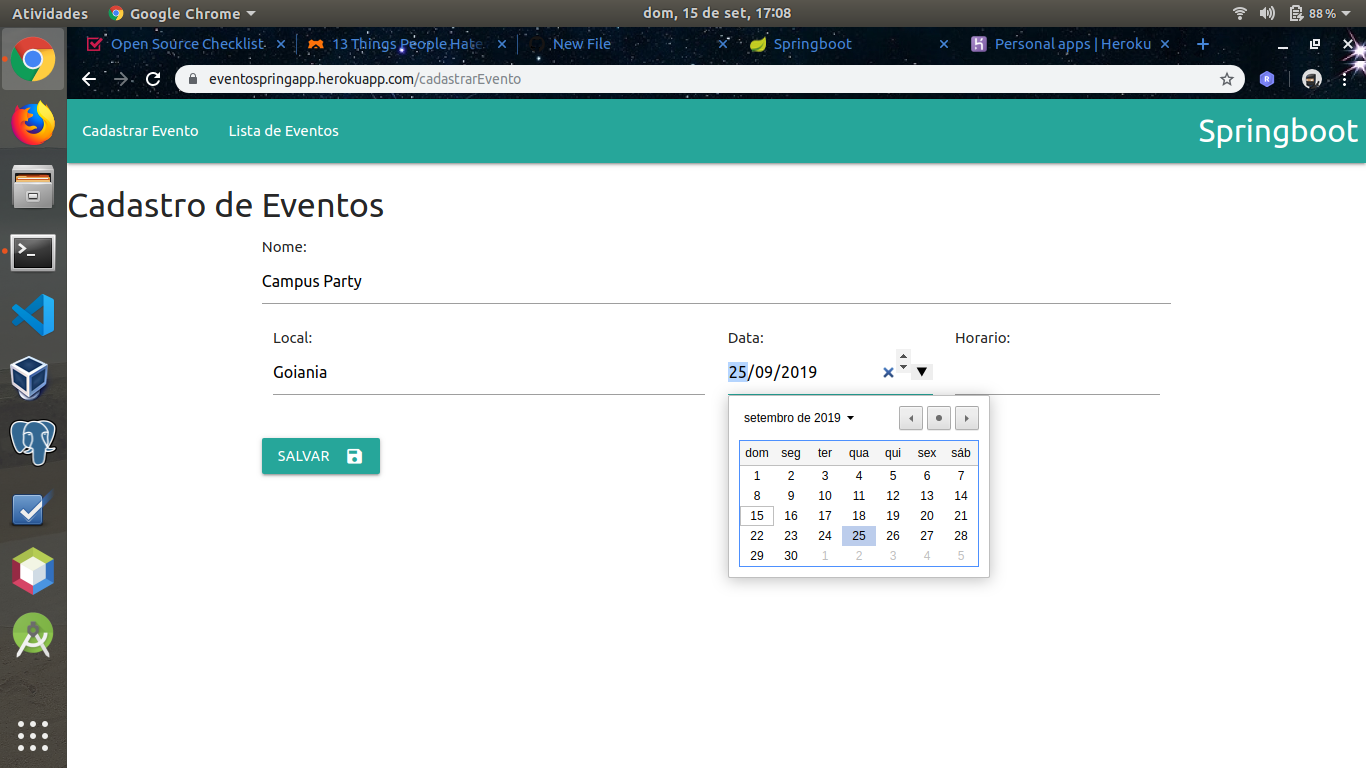 Atividades Google Chrome dom, 15 de set, 17:08 88%
Open Source Checklist 13 Things People Hate New File Springboot Personal apps | Heroku
eventospringapp.herokuapp.com/cadastrarEvento R
Cadastrar Evento Lista de Eventos Springboot
Cadastro de Eventos
Nome:
Campus Party
Local: Data: Horario:
Goiania 25/09/2019
setembro de 2019
SALVAR
dom seg ter qua qui sex sáb
1 2 3 4 5 6 7
8 9 10 11 12 13 14
15 16 17 18 19 20 21
22 23 24 25 26 27 28
29 30 1 2 3 4 5